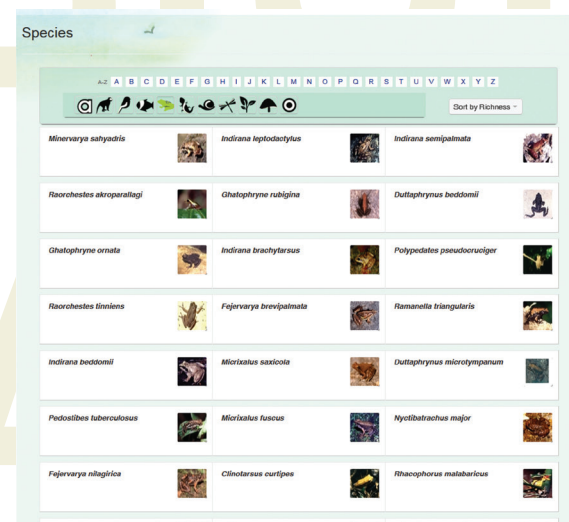 Species
A-Z A B C D E F G H I J K L M N O P Q R S T U V W X Y Z
Sort by Richness
Minervarya sahyadris Indirana leptodactylus Indirana semipalmata
Raorchestes akroparallagi Ghatophryne rubigina Duttaphrynus beddomii
Ghatophryne ornata Indirana brachytarsus Polypedates pseudocruciger
Raorchestes tinniens Fejervarya brevipalmata Ramanella triangularis
Indirana beddomii Micrixalus saxicola Duttaphrynus microtympanum
Pedostibes tuberculosus Micrixalus fuscus Nyctibatrachus major
Fejervarya nilagirica Clinotarsus curtipes Rhacophorus malabaricus